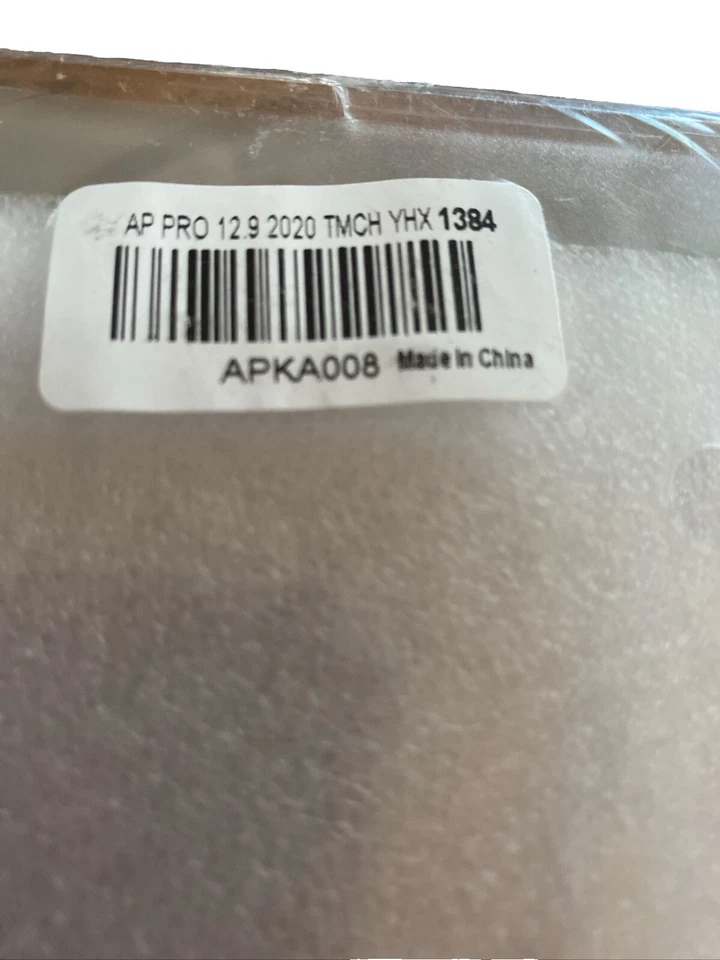 AP PRO 12.9 2020 TMCH YHX 1384
APKA008 Made in China